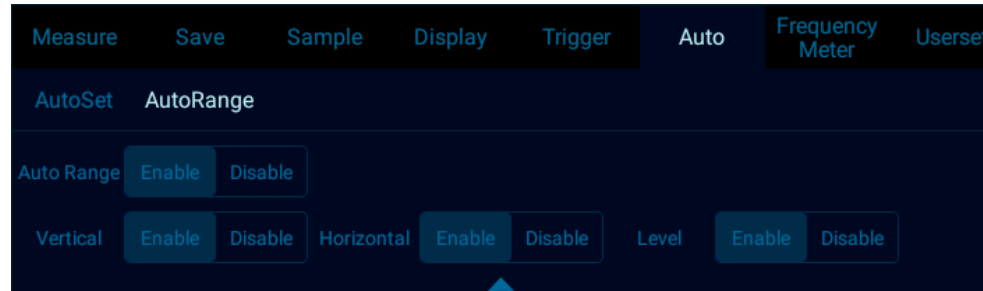 Measure Save Sample Display Trigger Auto Frequency Meter
AutoSet AutoRange
Auto Range Enable Disable
Vertical Enable Disable Horizontal Enable Disable Level Enable Disable